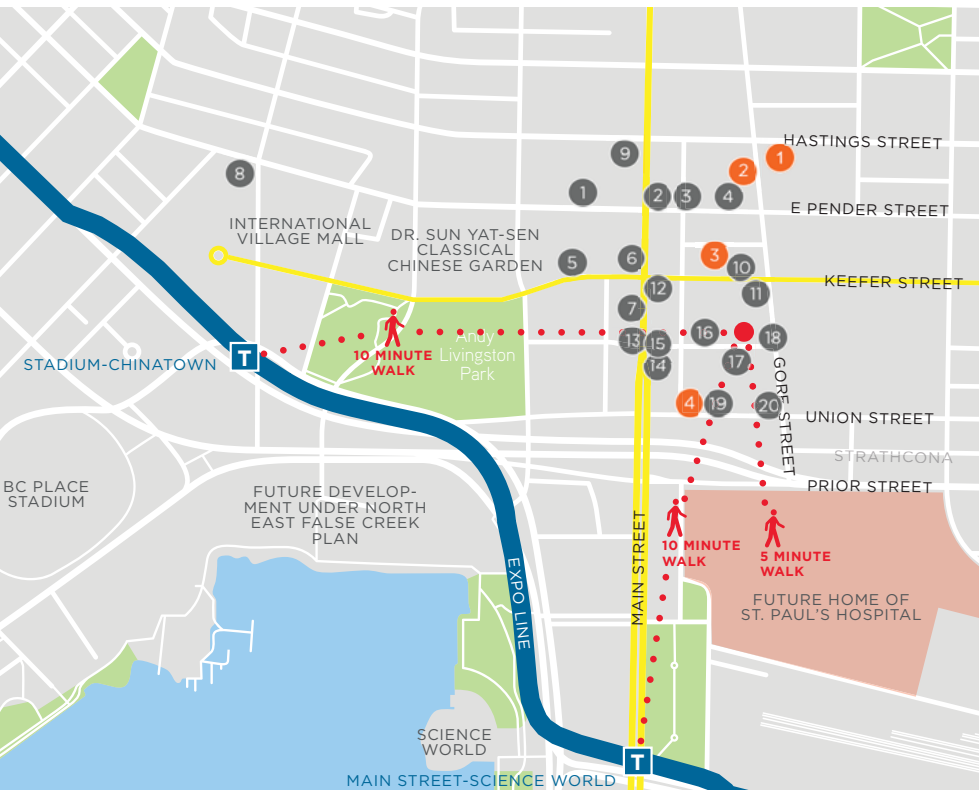 HASTINGS STREET
1
9
2
8
1
2
3
4
E PENDER STREET
INTERNATIONAL
VILLAGE MALL
DR. SUN YAT-SEN
CLASSICAL
CHINESE GARDEN
5
6
3
10
KEEFER STREET
12
11
7
13
15
16
18
14
17
Andy
Livingston
Park
10 MINUTE
WALK
STADIUM-CHINATOWN
T
GORE STREET
4
19
20
UNION STREET
STRATHCONA
PRIOR STREET
BC PLACE
STADIUM
FUTURE DEVELOP-
MENT UNDER NORTH
EAST FALSE CREEK
PLAN
MAIN STREET
10 MINUTE
WALK
5 MINUTE
WALK
EXPO LINE
FUTURE HOME OF
ST. PAUL'S HOSPITAL
SCIENCE
WORLD
T
MAIN STREET-SCIENCE WORLD